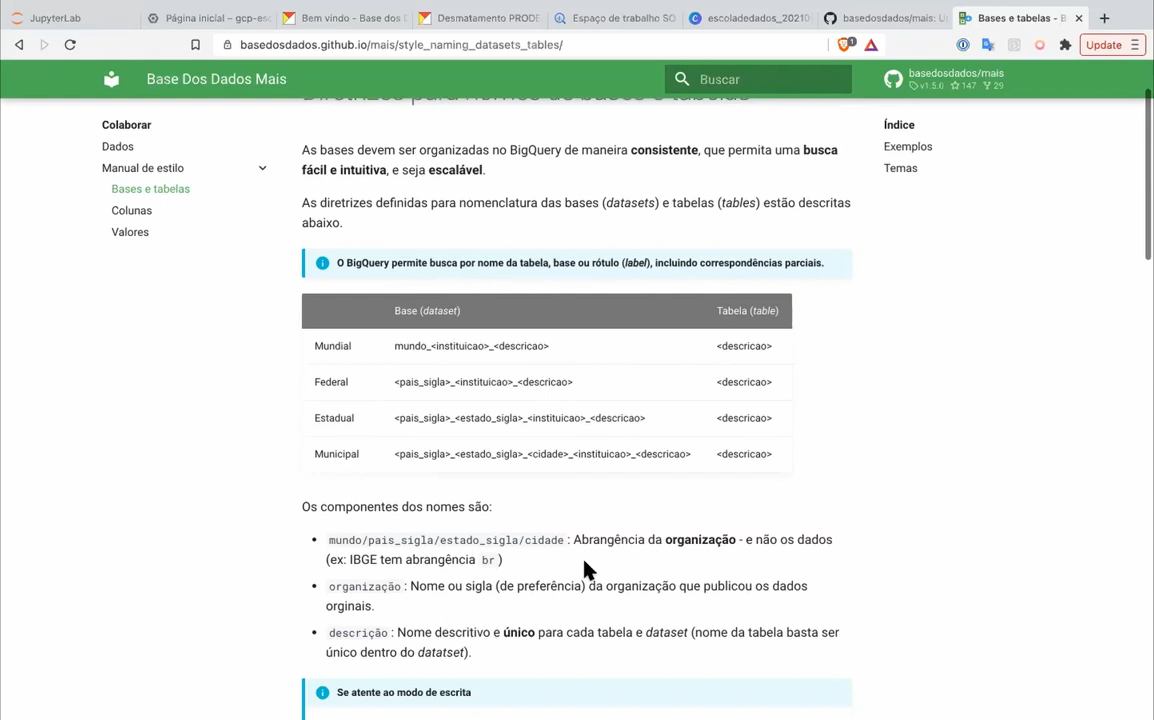 JupyterLab
Página inicial – gcp-esc
Bem vindo - Base dos D
Desmatamento PRODE
Espaço de trabalho SQ
escoladedados_20210
basedosdados/mais: U
Bases e tabelas - B
basedosdados.github.io/mais/style_naming_datasets_tables/
1
Update
Base Dos Dados Mais
Buscar
basedosdados/mais
v1.5.0 147 29
Diretrizes para nomes de bases e tabelas
Colaborar
Dados
Manual de estilo
Bases e tabelas
Colunas
Valores
As bases devem ser organizadas no BigQuery de maneira consistente, que permita uma busca
fácil e intuitiva, e seja escalável.
As diretrizes definidas para nomenclatura das bases (datasets) e tabelas (tables) estão descritas
abaixo.
O BigQuery permite busca por nome da tabela, base ou rótulo (label), incluindo correspondências parciais.
Base (dataset) Tabela (table)
Mundial mundo_<instituicao>_<descricao> <descricao>
Federal <pais_sigla>_<instituicao>_<descricao> <descricao>
Estadual <pais_sigla>_<estado_sigla>_<instituicao>_<descricao> <descricao>
Municipal <pais_sigla>_<estado_sigla>_<cidade>_<instituicao>_<descricao> <descricao>
Os componentes dos nomes são:
• mundo/pais_sigla/estado_sigla/cidade : Abrangência da organização - e não os dados
(ex: IBGE tem abrangência br )
• organização : Nome ou sigla (de preferência) da organização que publicou os dados
orginais.
• descrição : Nome descritivo e único para cada tabela e dataset (nome da tabela basta ser
único dentro do datatset).
Se atente ao modo de escrita
Índice
Exemplos
Temas